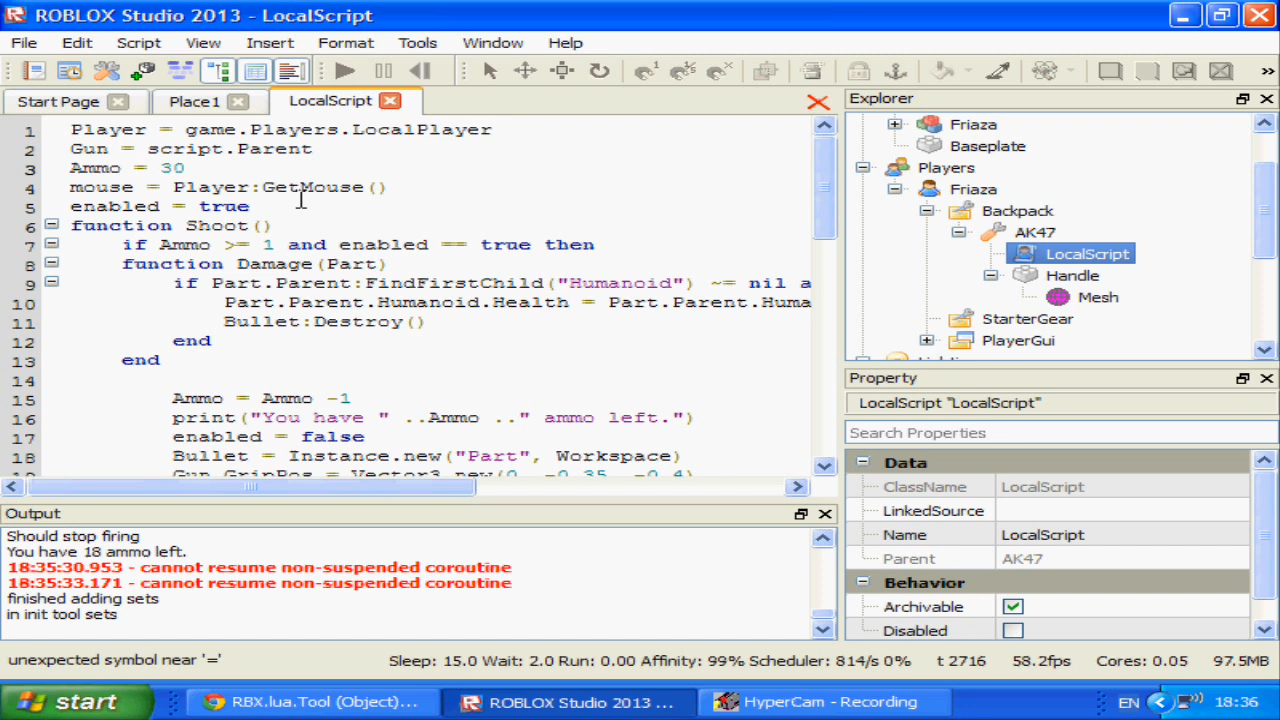 ROBLOX Studio 2013 - LocalScript
File Edit Script View Insert Format Tools Window Help
Start Page Place1 LocalScript
1 Player = game.Players.LocalPlayer
2 Gun = script.Parent
3 Ammo = 30
4 mouse = Player:GetMouse()
5 enabled = true
6 function Shoot()
7 if Ammo >= 1 and enabled == true then
8 function Damage(Part)
9 if Part.Parent:FindFirstChild("Humanoid") ~= nil a
10 Part.Parent.Humanoid.Health = Part.Parent.Huma
11 Bullet:Destroy()
12 end
13 end
14
15 Ammo = Ammo -1
16 print("You have " ..Ammo .." ammo left.")
17 enabled = false
18 Bullet = Instance.new("Part", Workspace)
19 Gun.GripPos = Vector3.new(0, -0.35, -0.4)
Output
Should stop firing
You have 18 ammo left.
18:35:30.953 - cannot resume non-suspended coroutine
18:35:33.171 - cannot resume non-suspended coroutine
finished adding sets
in init tool sets
Explorer
Friaza
Baseplate
Players
Friaza
Backpack
AK47
LocalScript
Handle
Mesh
StarterGear
PlayerGui
Property
LocalScript "LocalScript"
Search Properties
Data
ClassName LocalScript
LinkedSource
Name LocalScript
Parent AK47
Behavior
Archivable
Disabled
unexpected symbol near '=' Sleep: 15.0 Wait: 2.0 Run: 0.00 Affinity: 99% Scheduler: 814/s 0% t 2716 58.2fps Cores: 0.05 97.5MB
start RBX.lua.Tool (Object)... ROBLOX Studio 2013 ... HyperCam - Recording EN 18:36